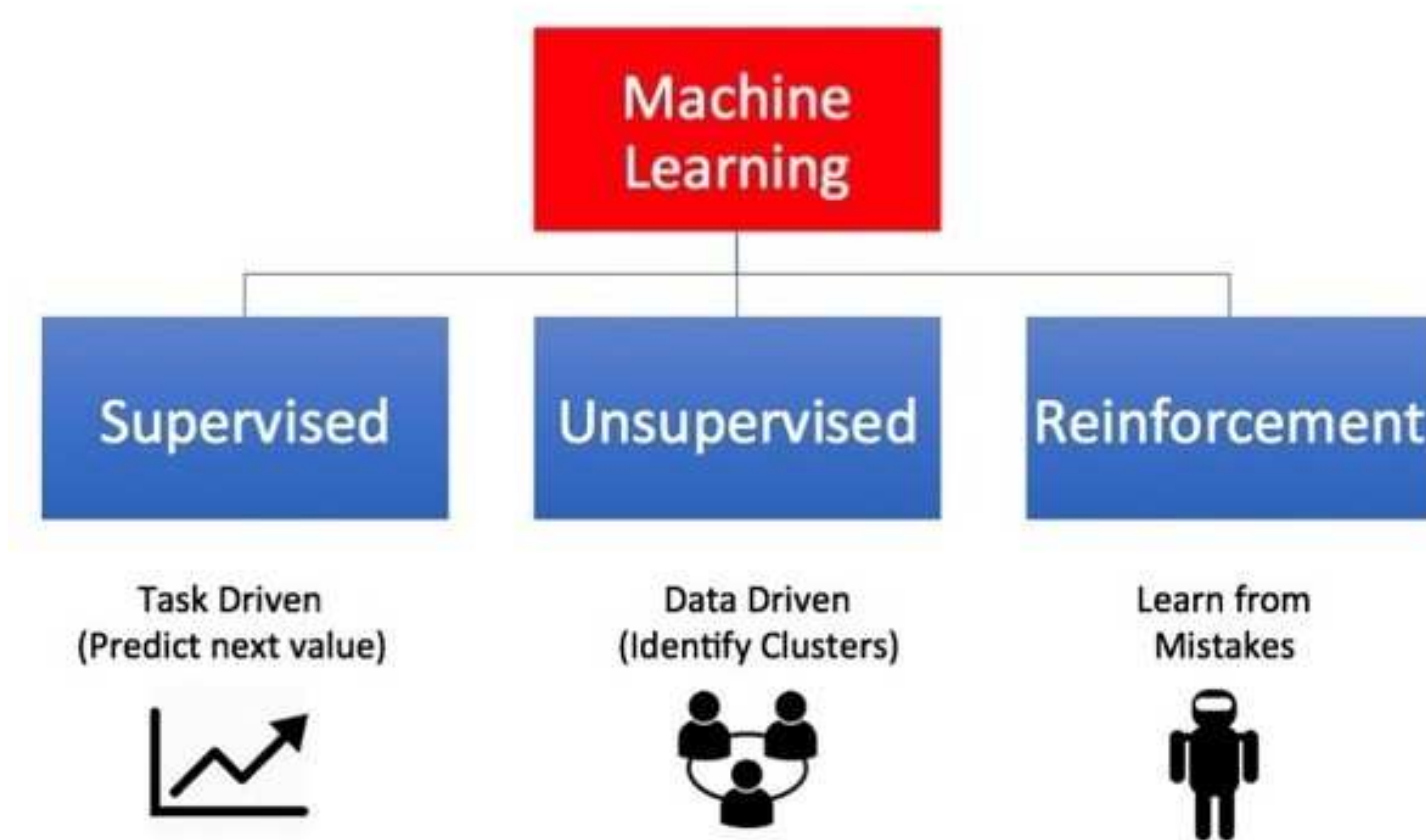 Machine
Learning
Supervised
Unsupervised
Reinforcement
Task Driven
(Predict next value)
Data Driven
(Identify Clusters)
Learn from
Mistakes